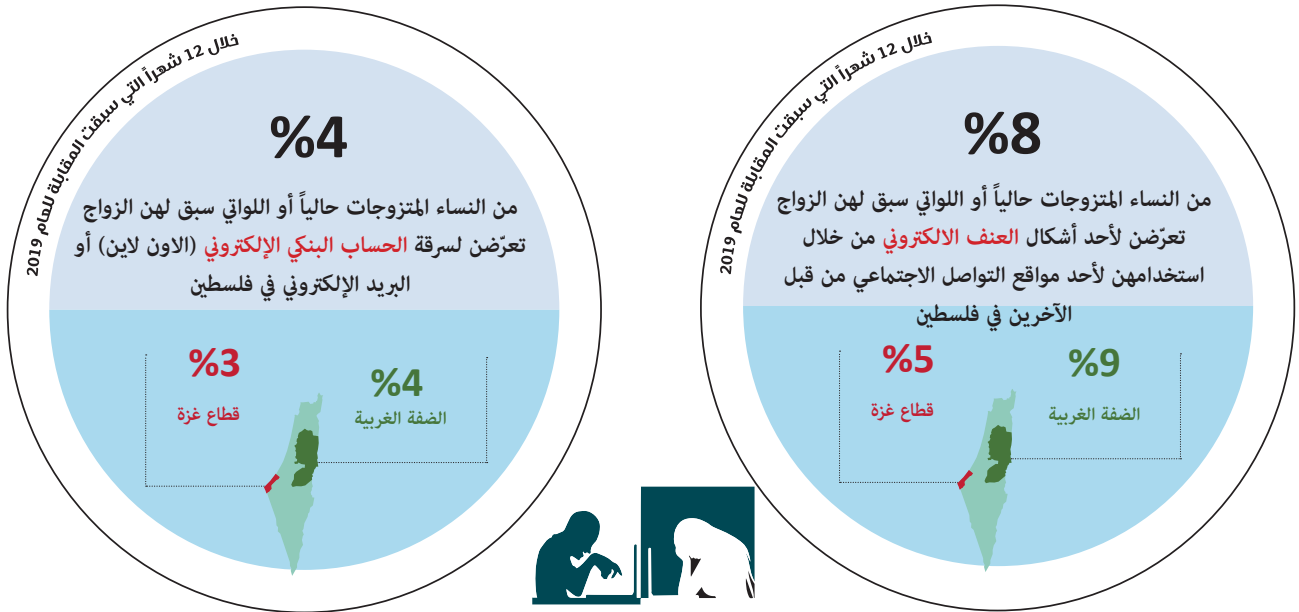 خلال 12 شهراً التي سبقت المقابلة للعام 2019
%8
من النساء المتزوجات حالياً أو اللواتي سبق لهن الزواج
تعرّضن لأحد أشكال العنف الالكتروني من خلال
استخدامهن لأحد مواقع التواصل الاجتماعي من قبل
الآخرين في فلسطين
%9
الضفة الغربية
%5
قطاع غزة
خلال 12 شهراً التي سبقت المقابلة للعام 2019
%4
من النساء المتزوجات حالياً أو اللواتي سبق لهن الزواج
تعرّضن لسرقة الحساب البنكي الإلكتروني (الاون لاين) أو
البريد الإلكتروني في فلسطين
%4
الضفة الغربية
%3
قطاع غزة